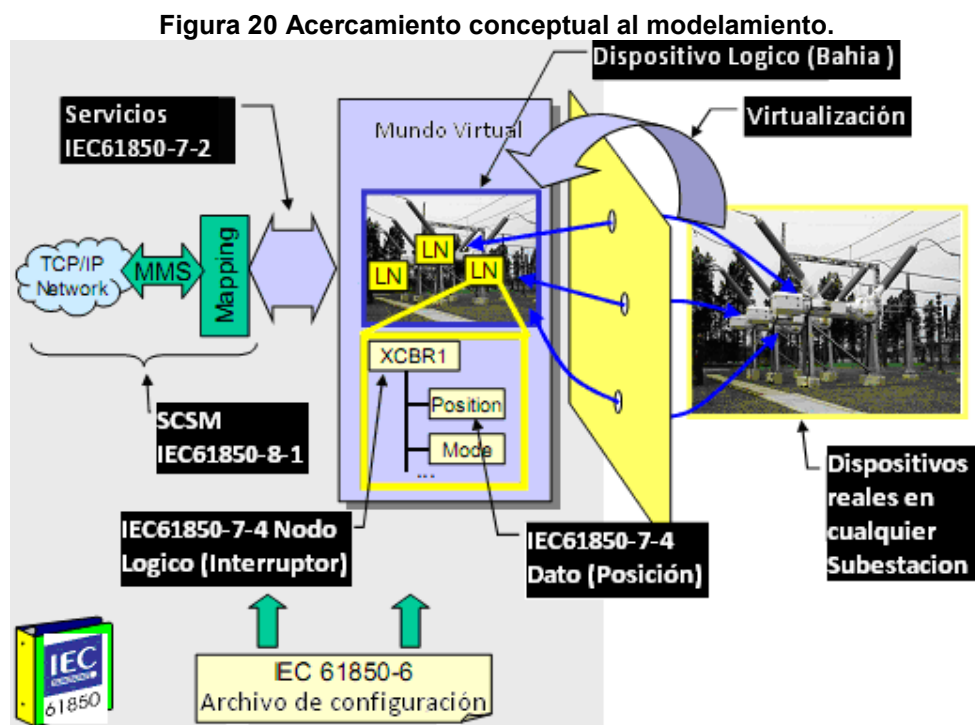 Figura 20 Acercamiento conceptual al modelamiento.
Dispositivo Logico (Bahia )
Servicios
IEC61850-7-2
Mundo Virtual
Virtualización
TCP/IP
Network
MMS
Mapping
LN
LN
LN
XCBR1
Position
Mode
...
SCSM
IEC61850-8-1
IEC61850-7-4 Nodo
Logico (Interruptor)
IEC61850-7-4
Dato (Posición)
Dispositivos
reales en
cualquier
Subestacion
IEC
61850
IEC 61850-6
Archivo de configuración